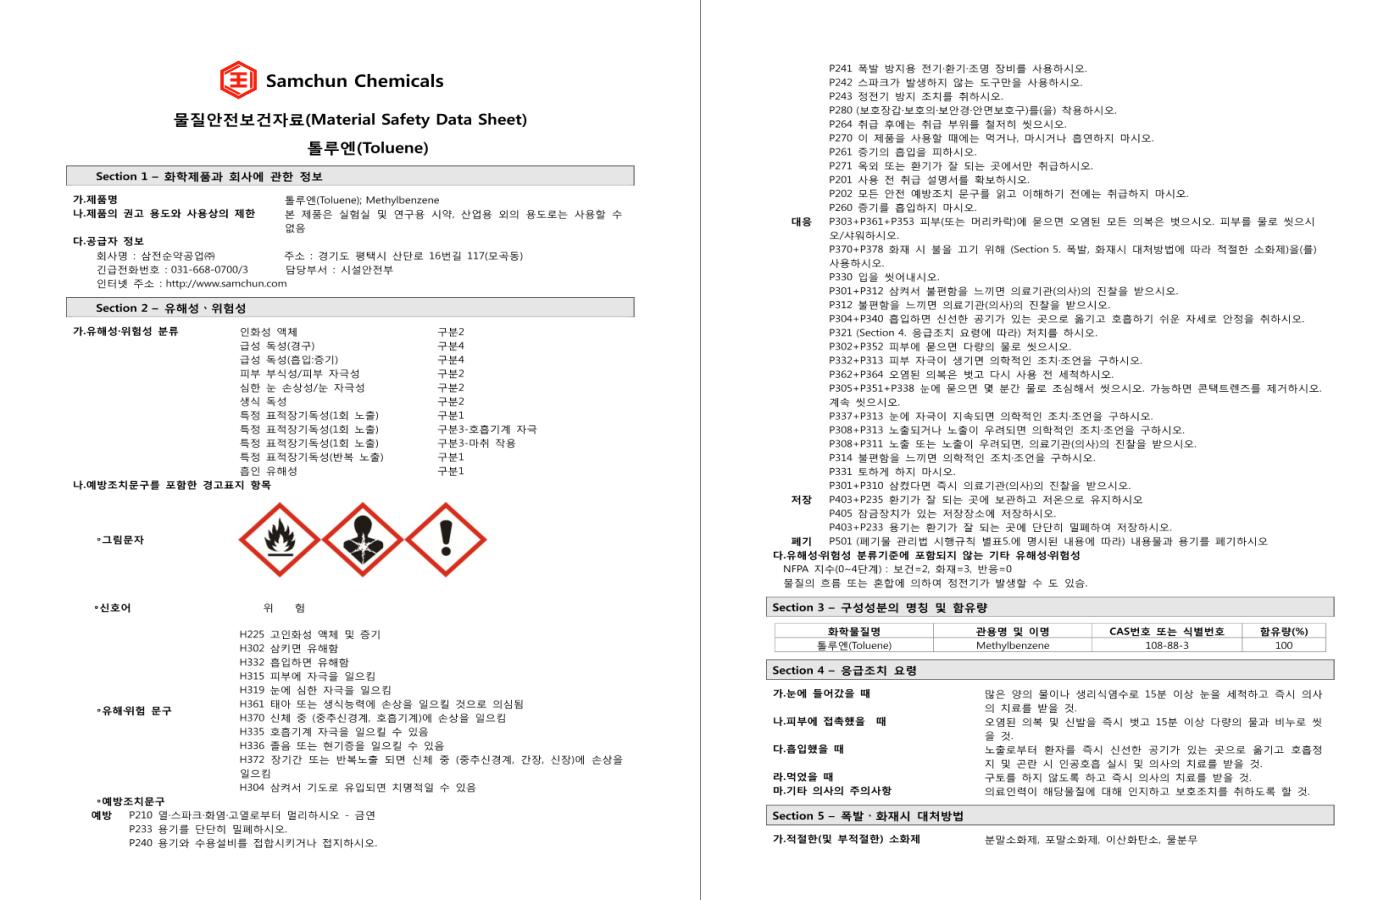 Samchun Chemicals
물질안전보건자료(Material Safety Data Sheet)
톨루엔(Toluene)
Section 1 – 화학제품과 회사에 관한 정보
가.제품명 톨루엔(Toluene); Methylbenzene
나.제품의 권고 용도와 사용상의 제한 본 제품은 실험실 및 연구용 시약, 산업용 외의 용도로는 사용할 수
없음
다.공급자 정보
회사명 : 삼전순약공업㈜ 주소 : 경기도 평택시 산단로 16번길 117(모곡동)
긴급전화번호 : 031-668-0700/3 담당부서 : 시설안전부
인터넷 주소 : http://www.samchun.com
Section 2 – 유해성ㆍ위험성
가.유해성·위험성 분류 인화성 액체 구분2
급성 독성(경구) 구분4
급성 독성(흡입:증기) 구분4
피부 부식성/피부 자극성 구분2
심한 눈 손상성/눈 자극성 구분2
생식 독성 구분2
특정 표적장기독성(1회 노출) 구분1
특정 표적장기독성(1회 노출) 구분3-호흡기계 자극
특정 표적장기독성(1회 노출) 구분3-마취 작용
특정 표적장기독성(반복 노출) 구분1
흡인 유해성 구분1
나.예방조치문구를 포함한 경고표지 항목
∘그림문자
∘신호어 위 험
H225 고인화성 액체 및 증기
H302 삼키면 유해함
H332 흡입하면 유해함
H315 피부에 자극을 일으킴
H319 눈에 심한 자극을 일으킴
H361 태아 또는 생식능력에 손상을 일으킬 것으로 의심됨
∘유해·위험 문구 H370 신체 중 (중추신경계, 호흡기계)에 손상을 일으킴
H335 호흡기계 자극을 일으킬 수 있음
H336 졸음 또는 현기증을 일으킬 수 있음
H372 장기간 또는 반복노출 되면 신체 중 (중추신경계, 간장, 신장)에 손상을
일으킴
H304 삼켜서 기도로 유입되면 치명적일 수 있음
∘예방조치문구
예방 P210 열·스파크·화염·고열로부터 멀리하시오 - 금연
P233 용기를 단단히 밀폐하시오.
P240 용기와 수용설비를 접합시키거나 접지하시오.
P241 폭발 방지용 전기·환기·조명 장비를 사용하시오.
P242 스파크가 발생하지 않는 도구만을 사용하시오.
P243 정전기 방지 조치를 취하시오.
P280 (보호장갑·보호의·보안경·안면보호구)를(을) 착용하시오.
P264 취급 후에는 취급 부위를 철저히 씻으시오.
P270 이 제품을 사용할 때에는 먹거나, 마시거나 흡연하지 마시오.
P261 증기의 흡입을 피하시오.
P271 옥외 또는 환기가 잘 되는 곳에서만 취급하시오.
P201 사용 전 취급 설명서를 확보하시오.
P202 모든 안전 예방조치 문구를 읽고 이해하기 전에는 취급하지 마시오.
P260 증기를 흡입하지 마시오.
대응 P303+P361+P353 피부(또는 머리카락)에 묻으면 오염된 모든 의복은 벗으시오. 피부를 물로 씻으시
오/샤워하시오.
P370+P378 화재 시 불을 끄기 위해 (Section 5. 폭발, 화재시 대처방법에 따라 적절한 소화제)을(를)
사용하시오.
P330 입을 씻어내시오.
P301+P312 삼켜서 불편함을 느끼면 의료기관(의사)의 진찰을 받으시오.
P312 불편함을 느끼면 의료기관(의사)의 진찰을 받으시오.
P304+P340 흡입하면 신선한 공기가 있는 곳으로 옮기고 호흡하기 쉬운 자세로 안정을 취하시오.
P321 (Section 4. 응급조치 요령에 따라) 처치를 하시오.
P302+P352 피부에 묻으면 다량의 물로 씻으시오.
P332+P313 피부 자극이 생기면 의학적인 조치·조언을 구하시오.
P362+P364 오염된 의복은 벗고 다시 사용 전 세척하시오.
P305+P351+P338 눈에 묻으면 몇 분간 물로 조심해서 씻으시오. 가능하면 콘택트렌즈를 제거하시오.
계속 씻으시오.
P337+P313 눈에 자극이 지속되면 의학적인 조치·조언을 구하시오.
P308+P313 노출되거나 노출이 우려되면 의학적인 조치·조언을 구하시오.
P308+P311 노출 또는 노출이 우려되면, 의료기관(의사)의 진찰을 받으시오.
P314 불편함을 느끼면 의학적인 조치·조언을 구하시오.
P331 토하게 하지 마시오.
P301+P310 삼켰다면 즉시 의료기관(의사)의 진찰을 받으시오.
저장 P403+P235 환기가 잘 되는 곳에 보관하고 저온으로 유지하시오
P405 잠금장치가 있는 저장장소에 저장하시오.
P403+P233 용기는 환기가 잘 되는 곳에 단단히 밀폐하여 저장하시오.
폐기 P501 (폐기물 관리법 시행규칙 별표5.에 명시된 내용에 따라) 내용물과 용기를 폐기하시오
다.유해성·위험성 분류기준에 포함되지 않는 기타 유해성·위험성
NFPA 지수(0~4단계) : 보건=2, 화재=3, 반응=0
물질의 흐름 또는 혼합에 의하여 정전기가 발생할 수 도 있슴.
Section 3 – 구성성분의 명칭 및 함유량
화학물질명 관용명 및 이명 CAS번호 또는 식별번호 함유량(%)
톨루엔(Toluene) Methylbenzene 108-88-3 100
Section 4 – 응급조치 요령
가.눈에 들어갔을 때 많은 양의 물이나 생리식염수로 15분 이상 눈을 세척하고 즉시 의사
의 치료를 받을 것.
나.피부에 접촉했을 때 오염된 의복 및 신발을 즉시 벗고 15분 이상 다량의 물과 비누로 씻
을 것.
다.흡입했을 때 노출로부터 환자를 즉시 신선한 공기가 있는 곳으로 옮기고 호흡정
지 및 곤란 시 인공호흡 실시 및 의사의 치료를 받을 것.
라.먹었을 때 구토를 하지 않도록 하고 즉시 의사의 치료를 받을 것.
마.기타 의사의 주의사항 의료인력이 해당물질에 대해 인지하고 보호조치를 취하도록 할 것.
Section 5 – 폭발ㆍ화재시 대처방법
가.적절한(및 부적절한) 소화제 분말소화제, 포말소화제, 이산화탄소, 물분무